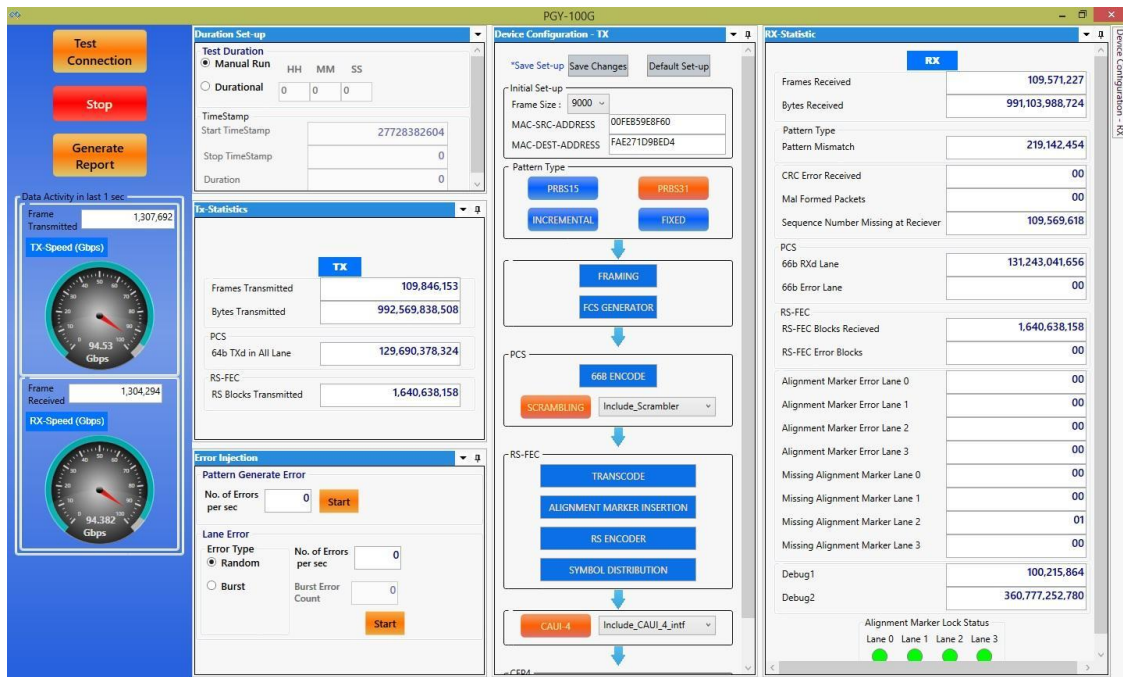 PGY-100G
Test Connection
Stop
Generate Report
Data Activity in last 1 sec
Frame Transmitted
1,307,692
TX-Speed (Gbps)
94.53
Gbps
Frame Received
1,304,294
RX-Speed (Gbps)
94.382
Gbps
Duration Set-up
Test Duration
Manual Run
HH MM SS
Durational
0 0 0
TimeStamp
Start TimeStamp 27728382604
Stop TimeStamp 0
Duration 0
Tx-Statistics
TX
Frames Transmitted 109,846,153
Bytes Transmitted 992,569,838,508
PCS
64b TXd in All Lane 129,690,378,324
RS-FEC
RS Blocks Transmitted 1,640,638,158
Error Injection
Pattern Generate Error
No. of Errors per sec 0 Start
Lane Error
Error Type
Random
Burst
No. of Errors per sec 0
Burst Error Count 0
Start
Device Configuration - TX
*Save Set-up Save Changes Default Set-up
Initial Set-up
Frame Size : 9000
MAC-SRC-ADDRESS 00FEB59E8F60
MAC-DEST-ADDRESS FAE271D9BED4
Pattern Type
PRBS15 PRBS31
INCREMENTAL FIXED
FRAMING
FCS GENERATOR
PCS
66B ENCODE
SCRAMBLING Include_Scrambler
RS-FEC
TRANSCODE
ALIGNMENT MARKER INSERTION
RS ENCODER
SYMBOL DISTRIBUTION
CAUI-4 Include_CAUI_4_intf
CFP4
RX-Statistic
RX
Frames Received 109,571,227
Bytes Received 991,103,988,724
Pattern Type
Pattern Mismatch 219,142,454
CRC Error Received 00
Mal Formed Packets 00
Sequence Number Missing at Reciever 109,569,618
PCS
66b RXd Lane 131,243,041,656
66b Error Lane 00
RS-FEC
RS-FEC Blocks Recieved 1,640,638,158
RS-FEC Error Blocks 00
Alignment Marker Error Lane 0 00
Alignment Marker Error Lane 1 00
Alignment Marker Error Lane 2 00
Alignment Marker Error Lane 3 00
Missing Alignment Marker Lane 0 00
Missing Alignment Marker Lane 1 00
Missing Alignment Marker Lane 2 01
Missing Alignment Marker Lane 3 00
Debug1 100,215,864
Debug2 360,777,252,780
Alignment Marker Lock Status
Lane 0 Lane 1 Lane 2 Lane 3
Device Configuration - RX